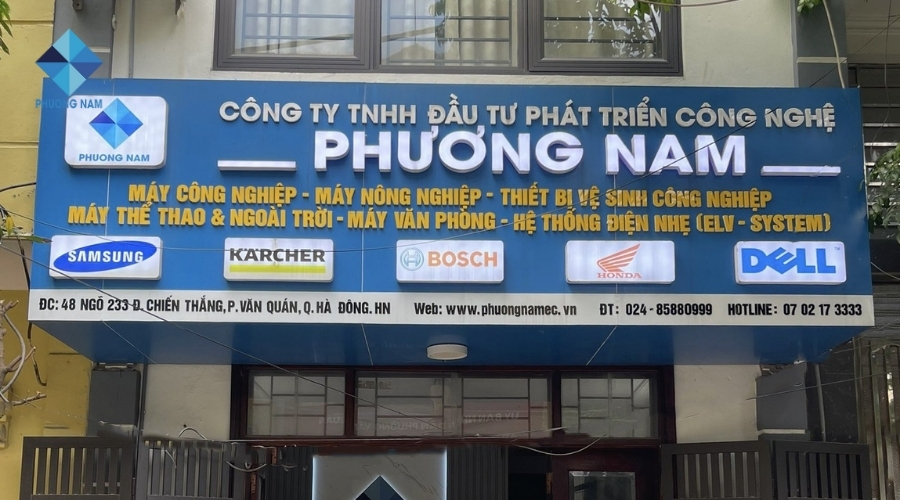 PHƯƠNG NAM
PHƯƠNG NAM
CÔNG TY TNHH ĐẦU TƯ PHÁT TRIỂN CÔNG NGHỆ
PHƯƠNG NAM
MÁY CÔNG NGHIỆP - MÁY NÔNG NGHIỆP - THIẾT BỊ VỆ SINH CÔNG NGHIỆP
MÁY THỂ THAO & NGOÀI TRỜI - MÁY VĂN PHÒNG - HỆ THỐNG ĐIỆN NHẸ (ELV - SYSTEM)
SAMSUNG KÄRCHER BOSCH HONDA DELL
ĐC: 48 NGÕ 233 Đ. CHIẾN THẮNG, P. VĂN QUÁN, Q. HÀ ĐÔNG. HN Web: www.phuongnamec.vn ĐT: 024 - 85880999 HOTLINE: 07 02 17 3333